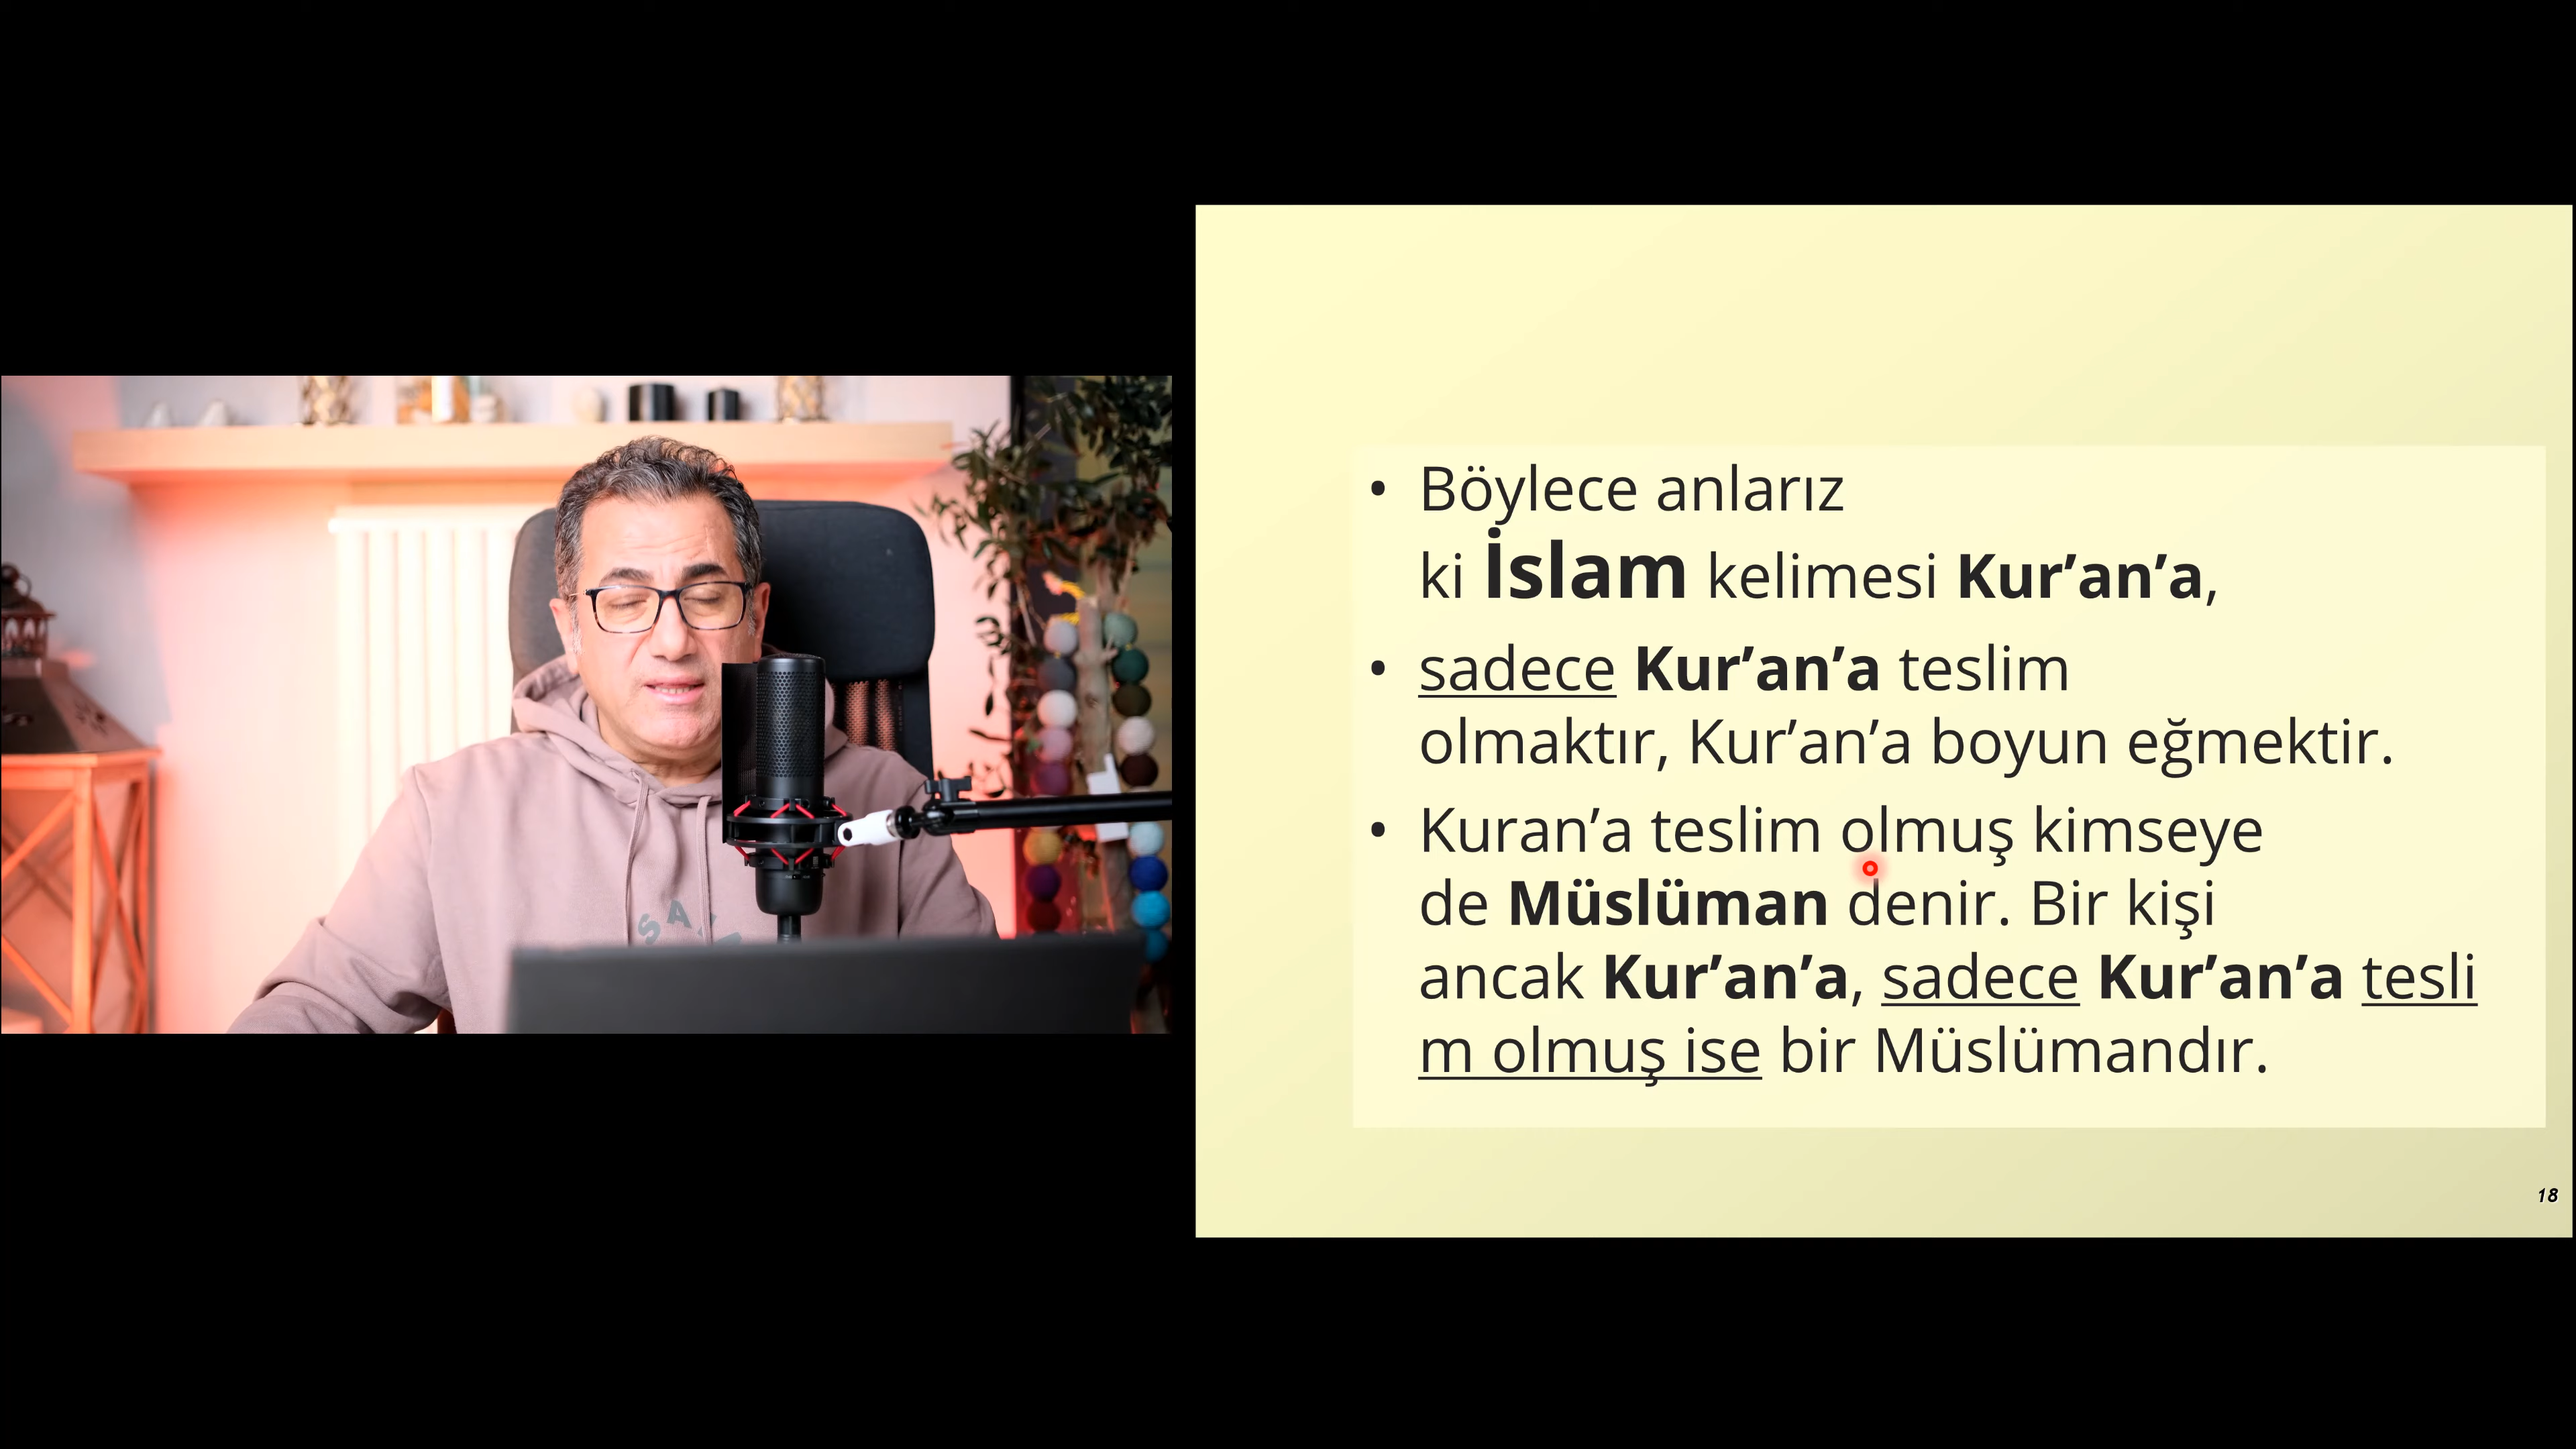 • Böylece anlarız
ki İslam kelimesi Kur’an’a,
• sadece Kur’an’a teslim
olmaktır, Kur’an’a boyun eğmektir.
• Kuran’a teslim olmuş kimseye
de Müslüman denir. Bir kişi
ancak Kur’an’a, sadece Kur’an’a tesli
m olmuş ise bir Müslümandır.
18